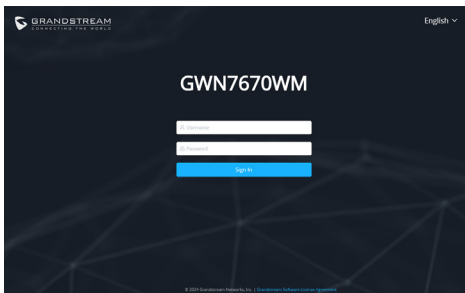 GRANDSTREAM
CONNECTING THE WORLD
English
GWN7670WM
Username
Password
Sign In
© 2024 Grandstream Networks, Inc. | Grandstream Software License Agreement